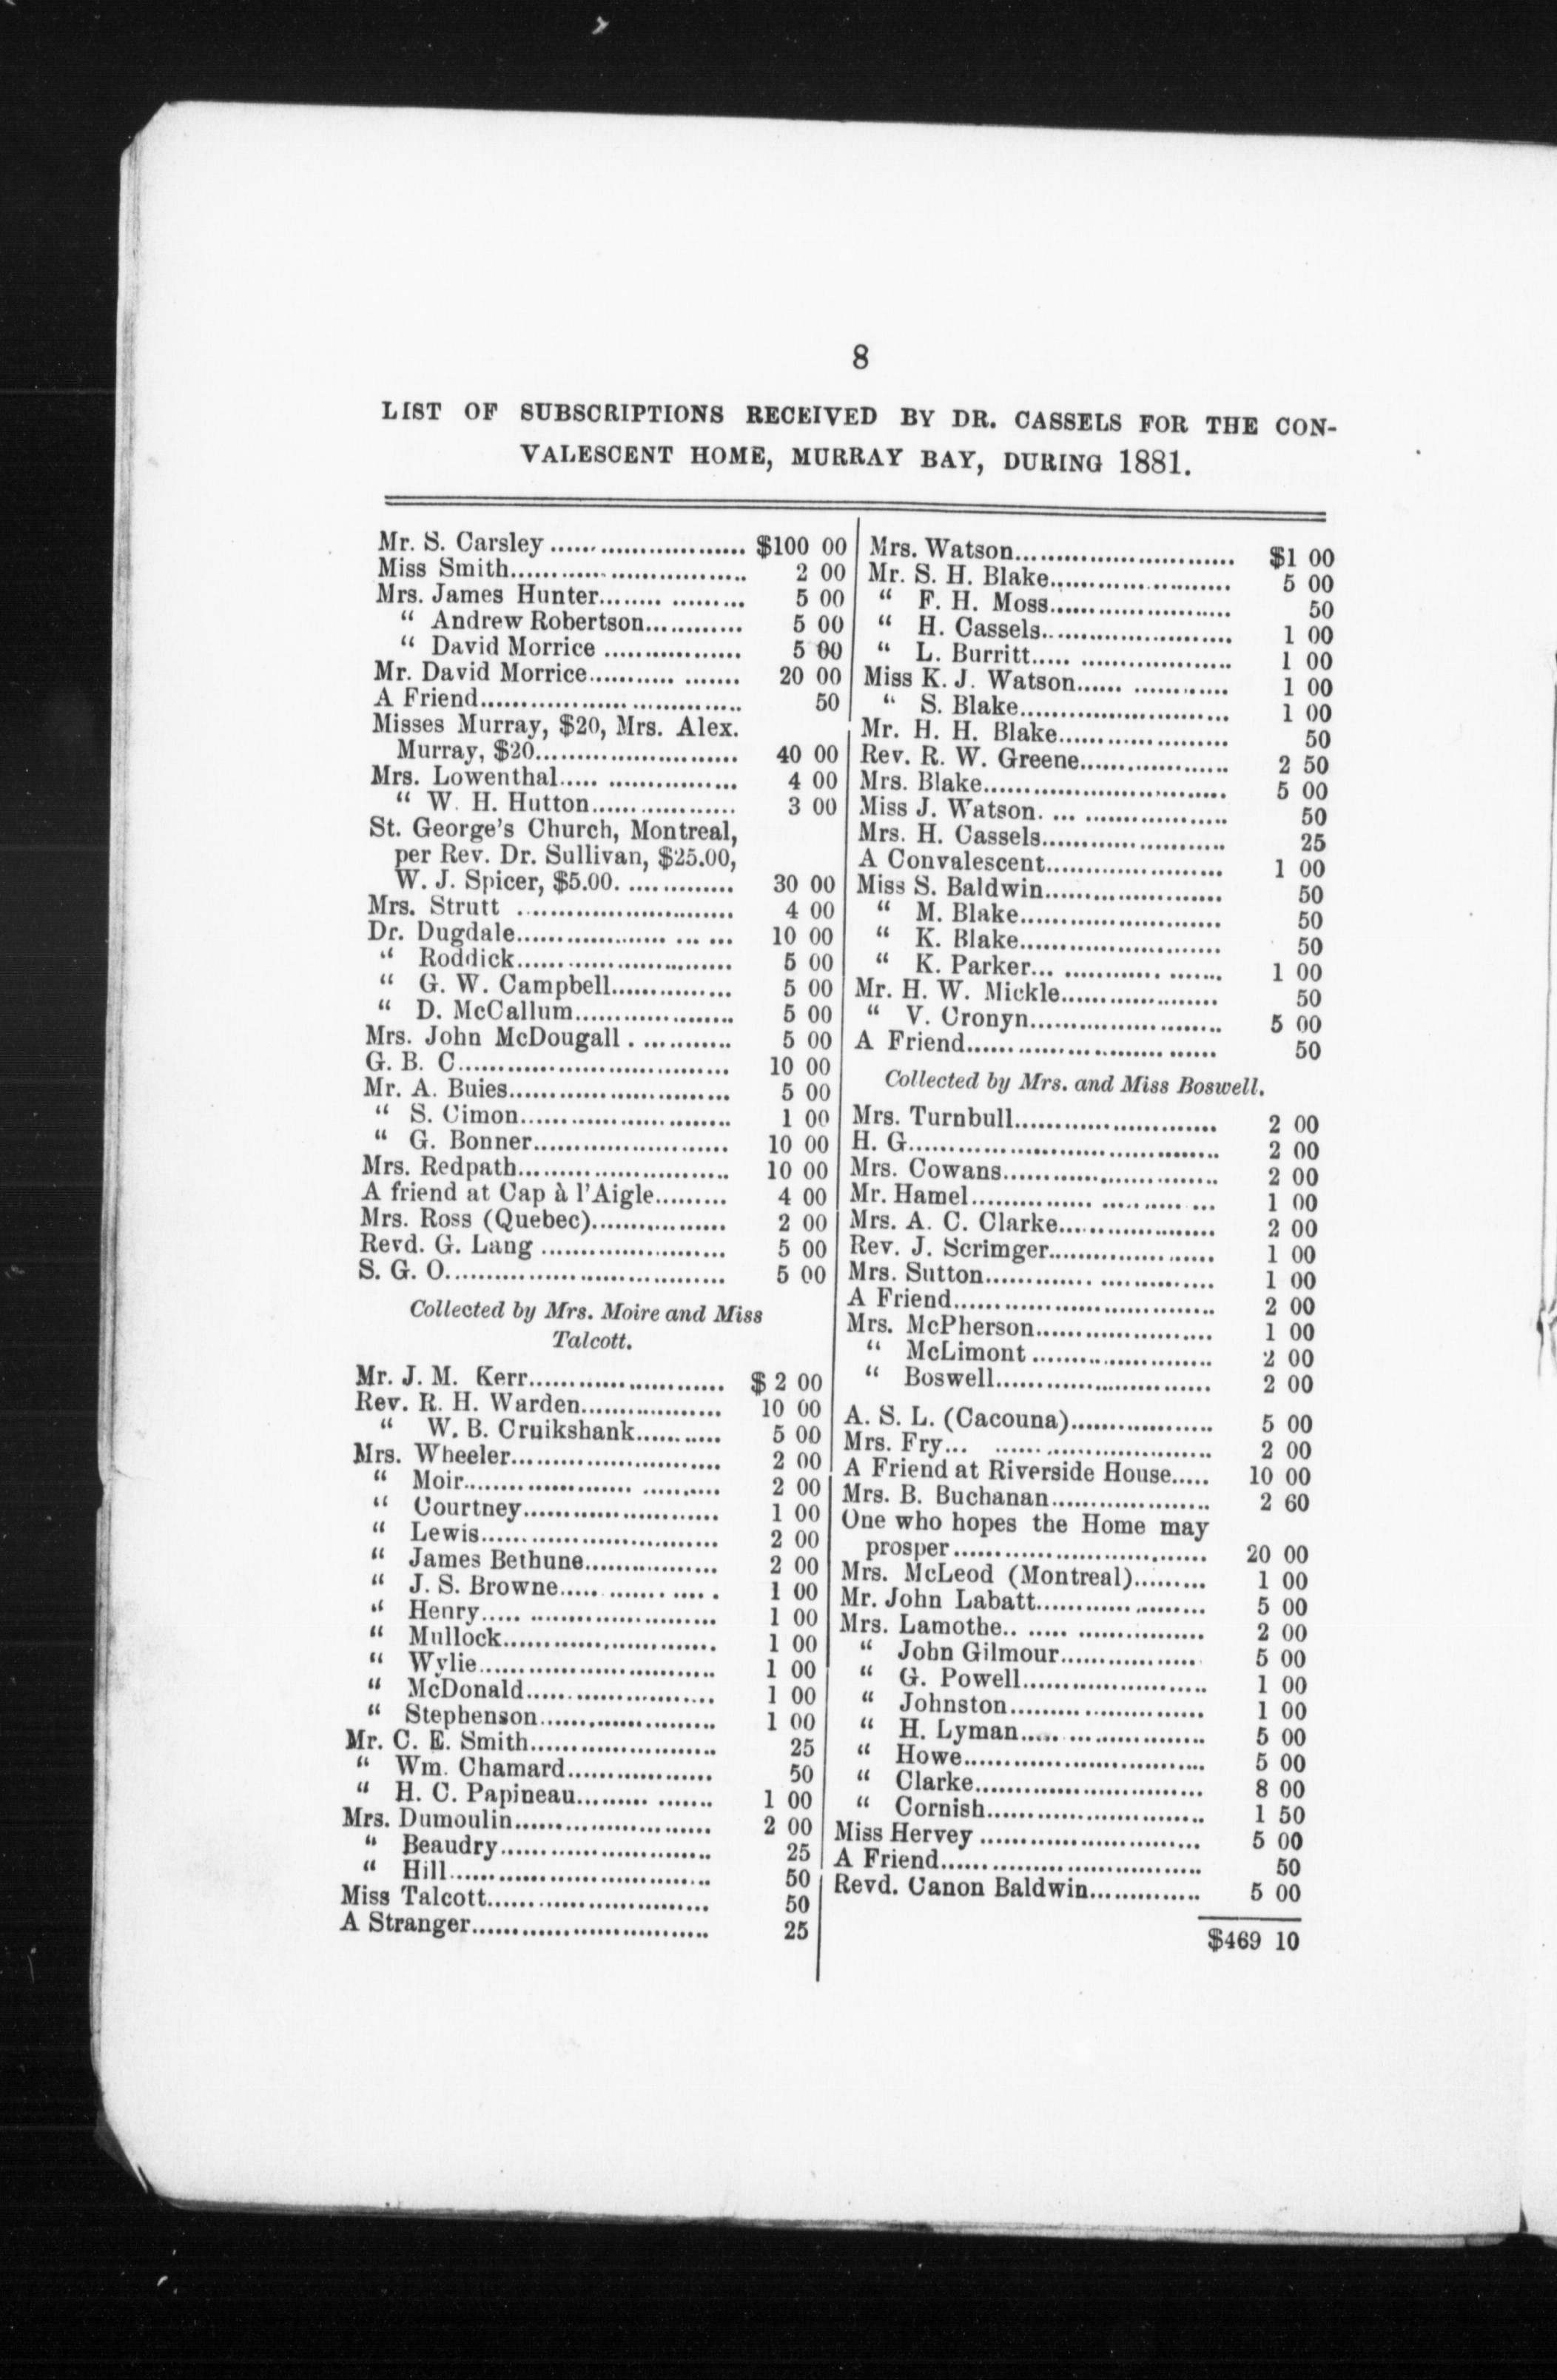 8
LIST OF SUBSCRIPTIONS RECEIVED BY DR. CASSELS FOR THE CON-
VALESCENT HOME, MURRAY BAY, DURING 1881.
Mr. S. Carsley........................ $100 00
Miss Smith.............................. 2 00
Mrs. James Hunter.................. 5 00
“ Andrew Robertson............ 5 00
“ David Morrice ................. 5 00
Mr. David Morrice.................. 20 00
A Friend................................ 50
Misses Murray, $20, Mrs. Alex.
Murray, $20......................... 40 00
Mrs. Lowenthal..................... 4 00
“ W. H. Hutton.................. 3 00
St. George's Church, Montreal,
per Rev. Dr. Sullivan, $25.00,
W. J. Spicer, $5.00. ............. 30 00
Mrs. Strutt ........................... 4 00
Dr. Dugdale........................... 10 00
“ Roddick........................... 5 00
“ G. W. Campbell............... 5 00
“ D. McCallum.................... 5 00
Mrs. John McDougall . ........... 5 00
G. B. C................................. 10 00
Mr. A. Buies........................... 5 00
“ S. Cimon.......................... 1 00
“ G. Bonner........................ 10 00
Mrs. Redpath.......................... 10 00
A friend at Cap à l'Aigle......... 4 00
Mrs. Ross (Quebec)................. 2 00
Revd. G. Lang ....................... 5 00
S. G. O.................................. 5 00
Collected by Mrs. Moire and Miss
Talcott.
Mr. J. M. Kerr........................ $ 2 00
Rev. R. H. Warden.................. 10 00
“ W. B. Cruikshank........... 5 00
Mrs. Wheeler.......................... 2 00
“ Moir............................... 2 00
“ Courtney........................ 1 00
“ Lewis............................. 2 00
“ James Bethune................ 2 00
“ J. S. Browne................... 1 00
“ Henry............................ 1 00
“ Mullock.......................... 1 00
“ Wylie............................. 1 00
“ McDonald....................... 1 00
“ Stephenson...................... 1 00
Mr. C. E. Smith....................... 25
“ Wm. Chamard.................. 50
“ H. C. Papineau................ 1 00
Mrs. Dumoulin........................ 2 00
“ Beaudry.......................... 25
“ Hill................................ 50
Miss Talcott........................... 50
A Stranger............................. 25
Mrs. Watson........................... $1 00
Mr. S. H. Blake...................... 5 00
“ F. H. Moss...................... 50
“ H. Cassels....................... 1 00
“ L. Burritt........................ 1 00
Miss K. J. Watson.................. 1 00
“ S. Blake.......................... 1 00
Mr. H. H. Blake..................... 50
Rev. R. W. Greene.................. 2 50
Mrs. Blake.............................. 5 00
Miss J. Watson. ..................... 50
Mrs. H. Cassels....................... 25
A Convalescent...................... 1 00
Miss S. Baldwin...................... 50
“ M. Blake......................... 50
“ K. Blake......................... 50
“ K. Parker....................... 1 00
Mr. H. W. Mickle................... 50
“ V. Cronyn....................... 5 00
A Friend............................... 50
Collected by Mrs. and Miss Boswell.
Mrs. Turnbull......................... 2 00
H. G...................................... 2 00
Mrs. Cowans.......................... 2 00
Mr. Hamel............................. 1 00
Mrs. A. C. Clarke................... 2 00
Rev. J. Scrimger.................... 1 00
Mrs. Sutton............................ 1 00
A Friend................................ 2 00
Mrs. McPherson...................... 1 00
“ McLimont ...................... 2 00
“ Boswell.......................... 2 00
A. S. L. (Cacouna)................. 5 00
Mrs. Fry................................ 2 00
A Friend at Riverside House..... 10 00
Mrs. B. Buchanan................... 2 60
One who hopes the Home may
prosper............................... 20 00
Mrs. McLeod (Montreal)......... 1 00
Mr. John Labatt..................... 5 00
Mrs. Lamothe........................ 2 00
“ John Gilmour................. 5 00
“ G. Powell....................... 1 00
“ Johnston........................ 1 00
“ H. Lyman...................... 5 00
“ Howe............................. 5 00
“ Clarke............................ 8 00
“ Cornish.......................... 1 50
Miss Hervey .......................... 5 00
A Friend................................ 50
Revd. Canon Baldwin.............. 5 00
$469 10